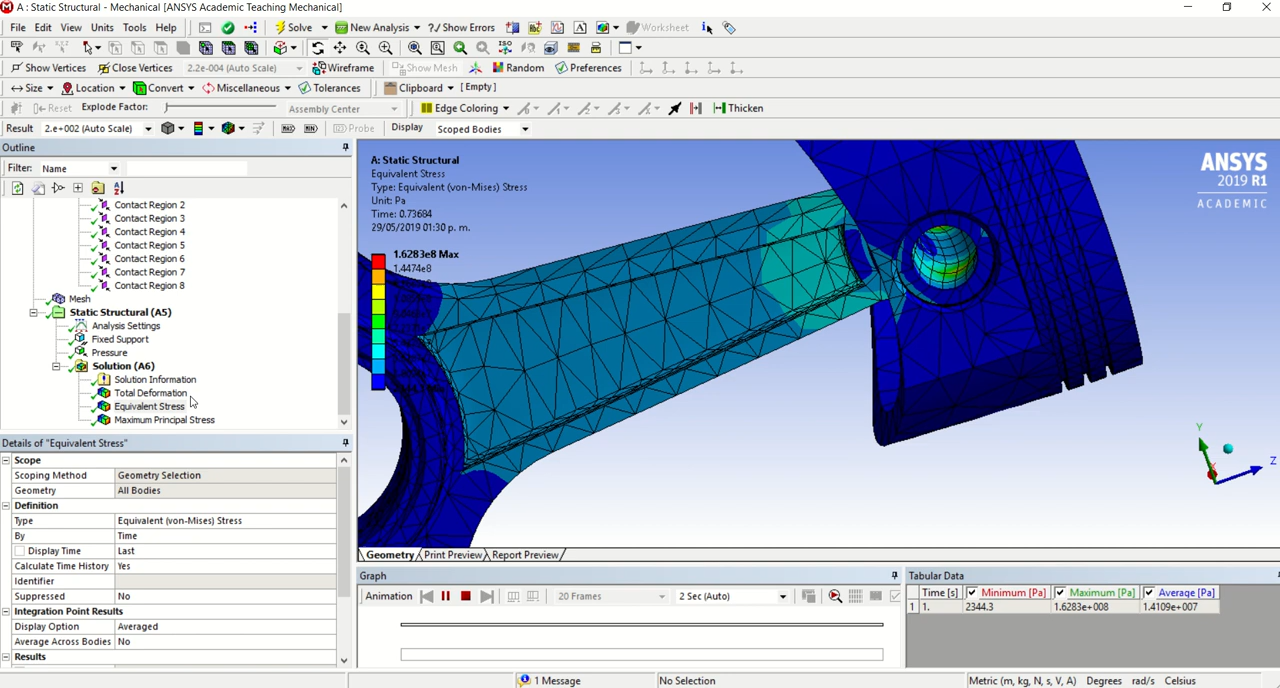 A : Static Structural - Mechanical [ANSYS Academic Teaching Mechanical]
File Edit View Units Tools Help Solve New Analysis ?/ Show Errors Worksheet
Show Vertices Close Vertices 2.2e-004 (Auto Scale) Wireframe Show Mesh Random Preferences
Size Location Convert Miscellaneous Tolerances Clipboard [ Empty ]
Reset Explode Factor: Assembly Center Edge Coloring Thicken
Result 2.e+002 (Auto Scale) Probe Display Scoped Bodies
Outline
Filter: Name
Contact Region 2
Contact Region 3
Contact Region 4
Contact Region 5
Contact Region 6
Contact Region 7
Contact Region 8
Mesh
Static Structural (A5)
Analysis Settings
Fixed Support
Pressure
Solution (A6)
Solution Information
Total Deformation
Equivalent Stress
Maximum Principal Stress
Details of "Equivalent Stress"
Scope
Scoping Method Geometry Selection
Geometry All Bodies
Definition
Type Equivalent (von-Mises) Stress
By Time
Display Time Last
Calculate Time History Yes
Identifier
Suppressed No
Integration Point Results
Display Option Averaged
Average Across Bodies No
Results
A: Static Structural
Equivalent Stress
Type: Equivalent (von-Mises) Stress
Unit: Pa
Time: 0.73684
29/05/2019 01:30 p. m.
1.6283e8 Max
1.4474e8
ANSYS
2019 R1
ACADEMIC
Y
Z
Geometry Print Preview Report Preview
Graph
Animation 20 Frames 2 Sec (Auto)
Tabular Data
Time [s] Minimum [Pa] Maximum [Pa] Average [Pa]
1 1. 2344.3 1.6283e+008 1.4109e+007
1 Message No Selection Metric (m, kg, N, s, V, A) Degrees rad/s Celsius